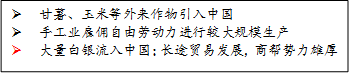 ➢ 甘薯、玉米等外来作物引入中国
➢ 手工业雇佣自由劳动力进行较大规模生产
➢ 大量白银流入中国；长途贸易发展，商帮势力雄厚